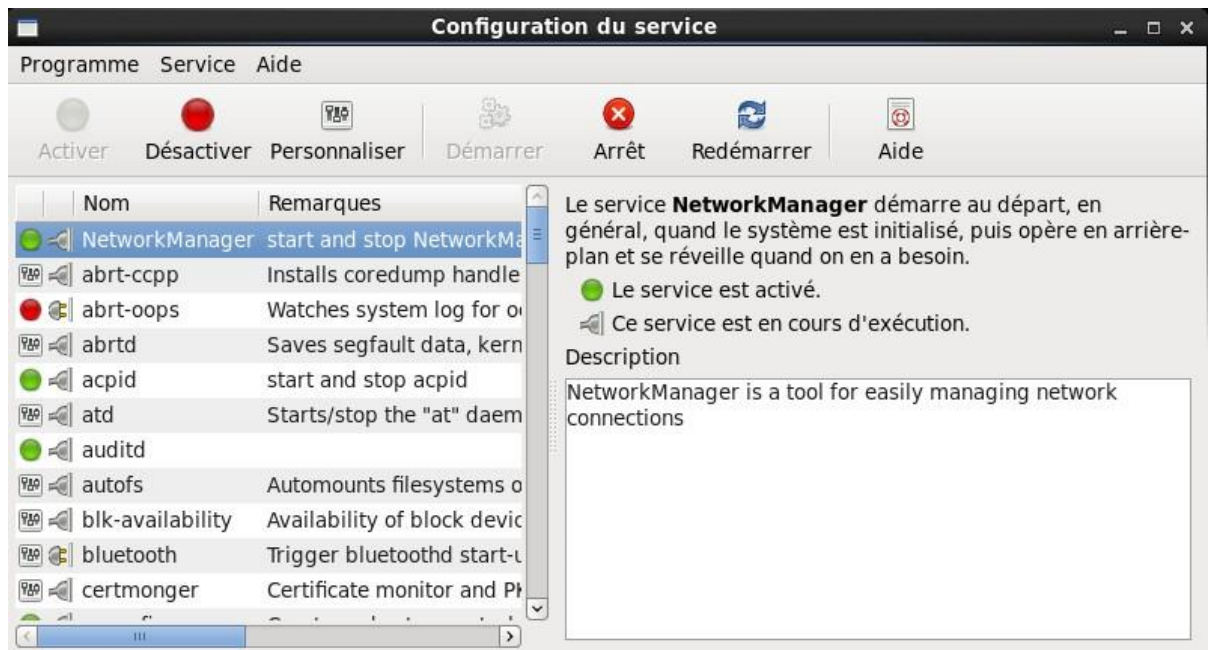 Configuration du service
Programme Service Aide
Activer Désactiver Personnaliser Démarrer Arrêt Redémarrer Aide
Nom Remarques
NetworkManager start and stop NetworkMa
abrt-ccpp Installs coredump handle
abrt-oops Watches system log for
abrtd Saves segfault data, kern
acpid start and stop acpid
atd Starts/stop the "at" daem
auditd
autofs Automounts filesystems o
blk-availability Availability of block devic
bluetooth Trigger bluetoothd start-u
certmonger Certificate monitor and
Le service NetworkManager démarre au départ, en
général, quand le système est initialisé, puis opère en arrière-
plan et se réveille quand on en a besoin.
Le service est activé.
Ce service est en cours d'exécution.
Description
NetworkManager is a tool for easily managing network
connections